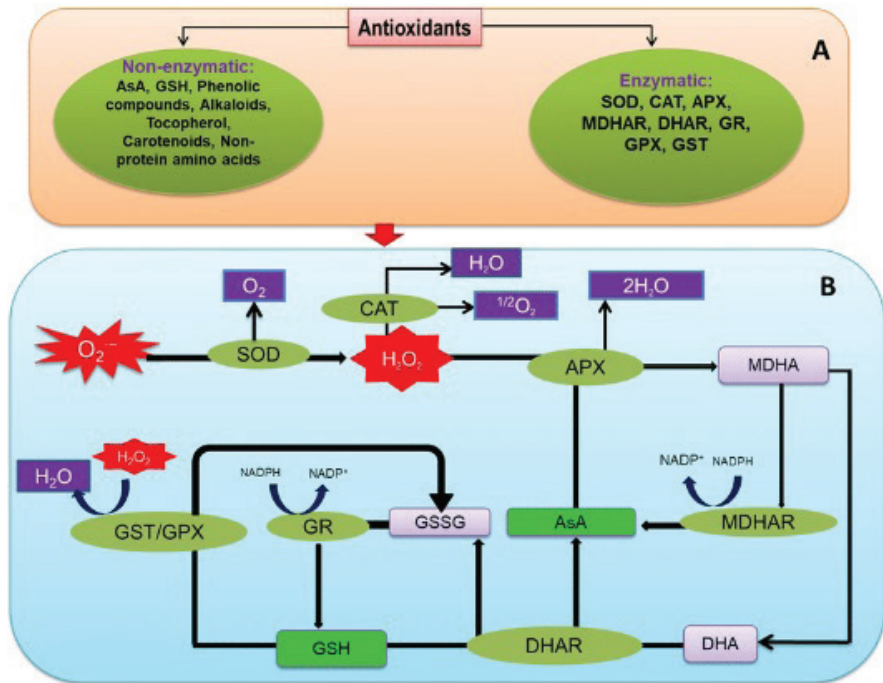 Antioxidants
A
Non-enzymatic:
AsA, GSH, Phenolic
compounds, Alkaloids,
Tocopherol,
Carotenoids, Non-
protein amino acids
Enzymatic:
SOD, CAT, APX,
MDHAR, DHAR, GR,
GPX, GST
B
O₂
H₂O
½O₂
2H₂O
CAT
O₂·−
SOD
H₂O₂
APX
MDHA
H₂O
H₂O₂
NADPH
NADP⁺
NADP⁺
NADPH
GST/GPX
GR
GSSG
AsA
MDHAR
GSH
DHAR
DHA